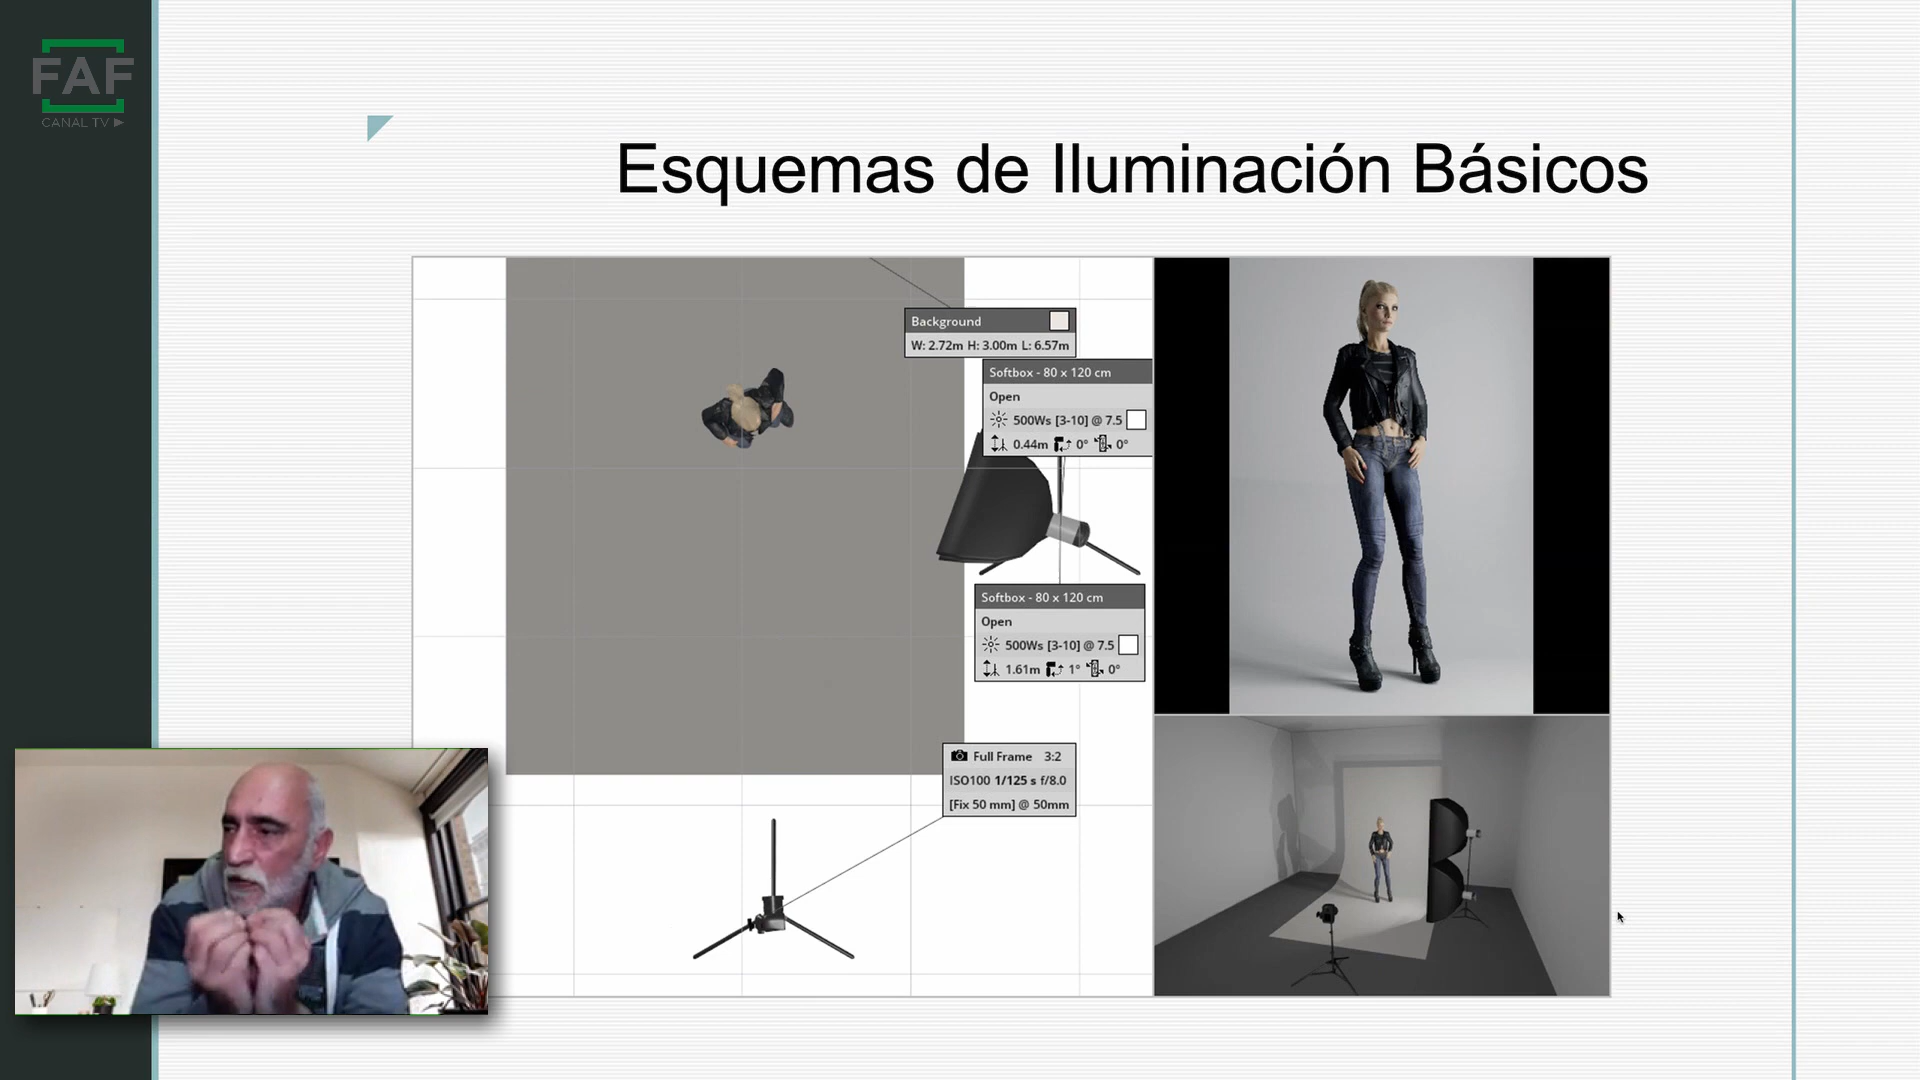 FAF
CANAL TV
Esquemas de Iluminación Básicos
Background
W: 2.72m H: 3.00m L: 6.57m
Softbox - 80 x 120 cm
Open
500Ws [3-10] @ 7.5
0.44m 0° 0°
Softbox - 80 x 120 cm
Open
500Ws [3-10] @ 7.5
1.61m 1° 0°
Full Frame 3:2
ISO100 1/125 s f/8.0
[Fix 50 mm] @ 50mm